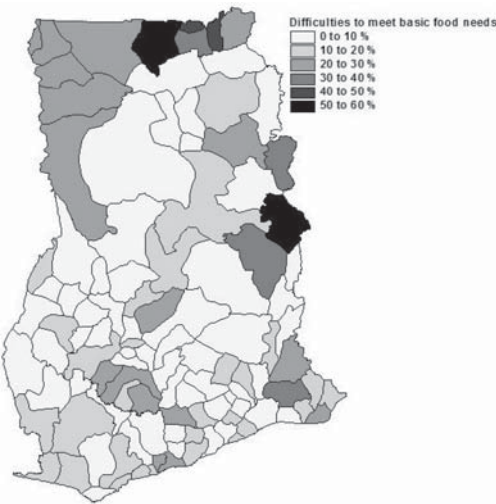 Difficulties to meet basic food needs
0 to 10 %
10 to 20 %
20 to 30 %
30 to 40 %
40 to 50 %
50 to 60 %